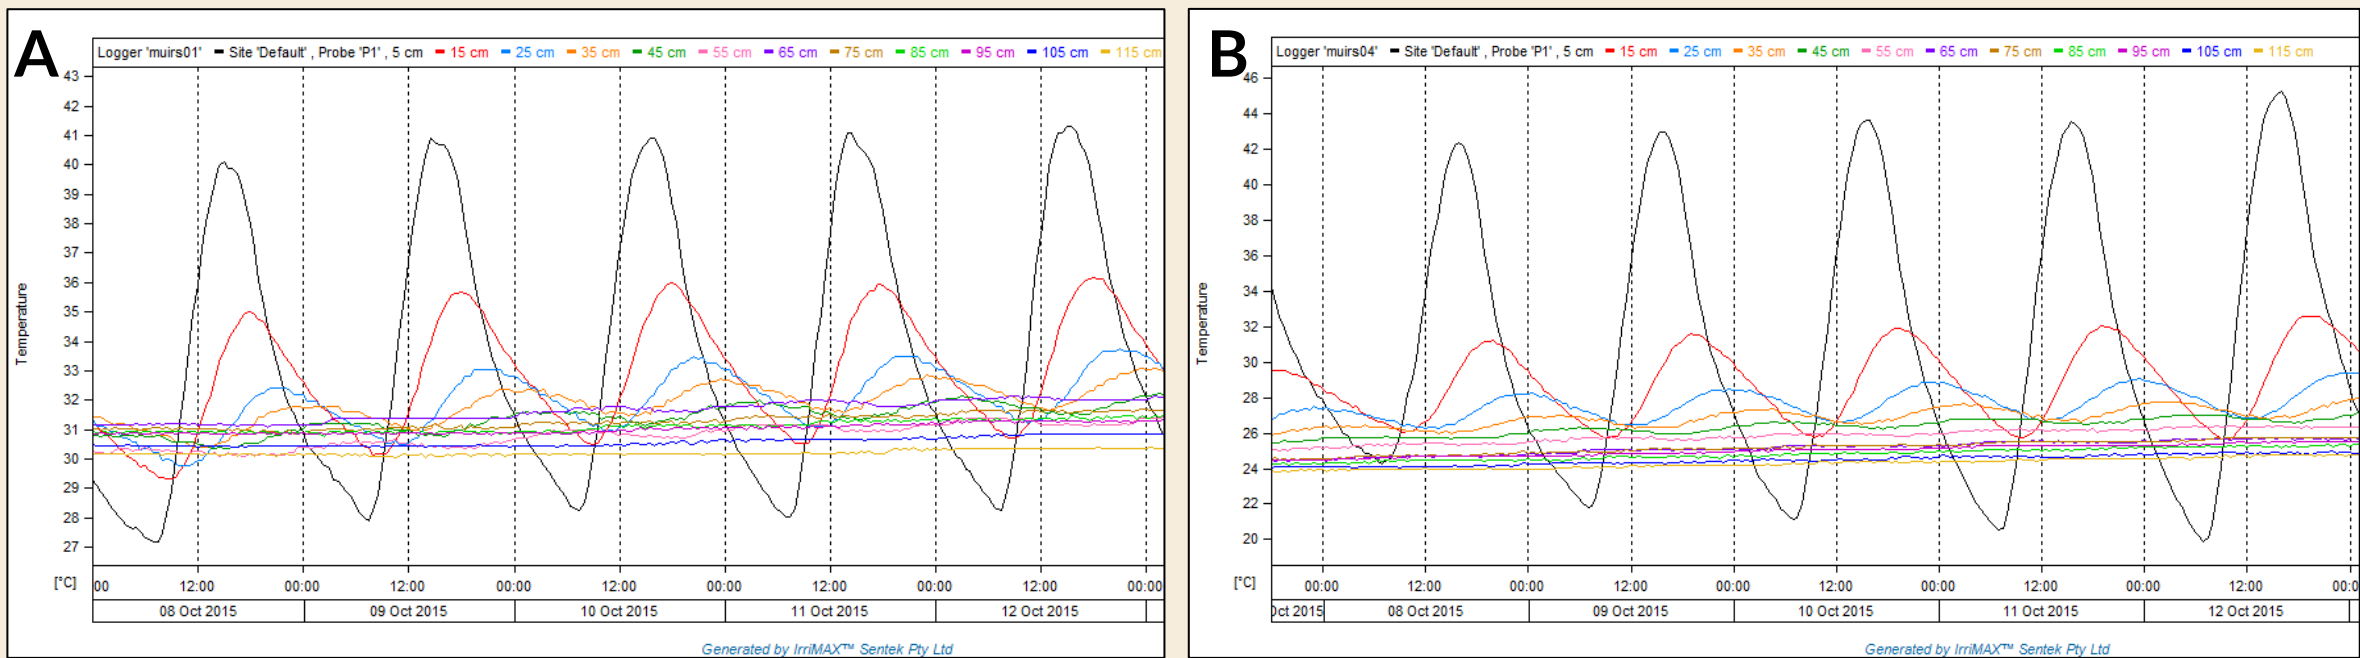 A
Logger 'muirs01' Site 'Default' , Probe 'P1' , 5 cm 15 cm 25 cm 35 cm 45 cm 55 cm 65 cm 75 cm 85 cm 95 cm 105 cm 115 cm
43
42
41
40
39
38
37
36
35
34
33
32
31
30
29
28
27
Temperature
[°C]
00 12:00 00:00 12:00 00:00 12:00 00:00 12:00 00:00 12:00 00:00
08 Oct 2015 09 Oct 2015 10 Oct 2015 11 Oct 2015 12 Oct 2015
Generated by IrriMAX™ Sentek Pty Ltd
B
Logger 'muirs04' Site 'Default' , Probe 'P1' , 5 cm 15 cm 25 cm 35 cm 45 cm 55 cm 65 cm 75 cm 85 cm 95 cm 105 cm 115 cm
46
44
42
40
38
36
34
32
30
28
26
24
22
20
Temperature
[°C]
00:00 12:00 00:00 12:00 00:00 12:00 00:00 12:00 00:00 12:00 00:0
Oct 2015 08 Oct 2015 09 Oct 2015 10 Oct 2015 11 Oct 2015 12 Oct 2015
Generated by IrriMAX™ Sentek Pty Ltd